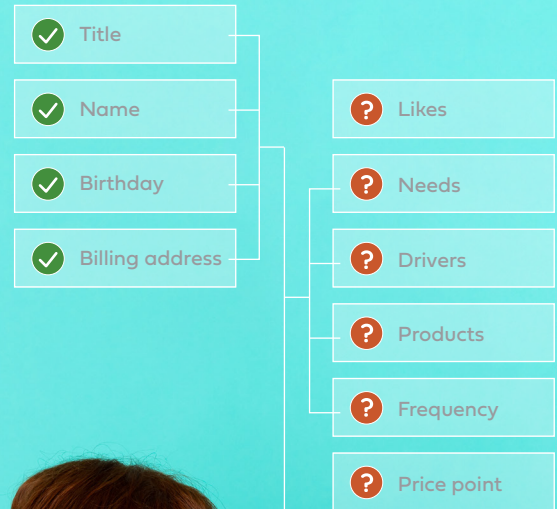 Title
Name
Birthday
Billing address
Likes
Needs
Drivers
Products
Frequency
Price point